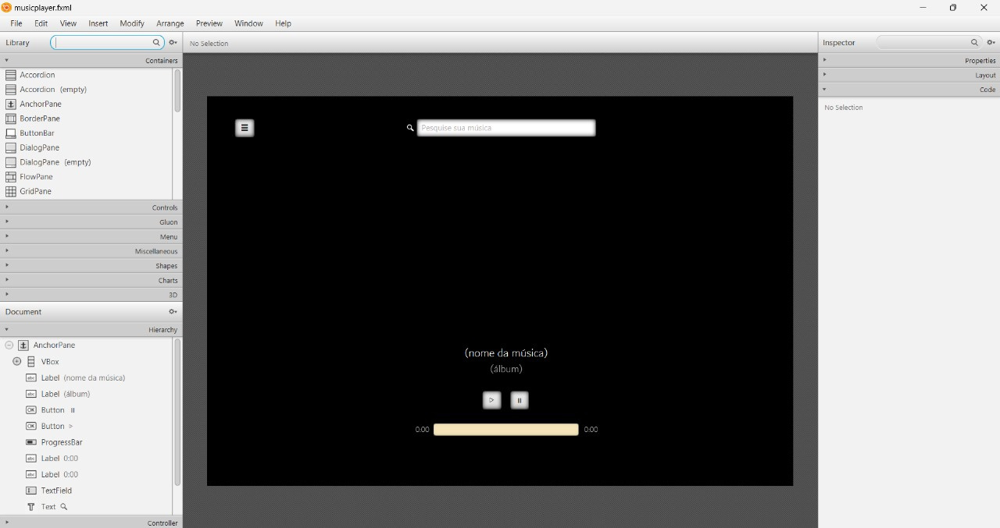 musicplayer.fxml
File Edit View Insert Modify Arrange Preview Window Help
Library
No Selection
Inspector
Containers
Accordion
Accordion (empty)
AnchorPane
BorderPane
ButtonBar
DialogPane
DialogPane (empty)
FlowPane
GridPane
Controls
Gluon
Menu
Miscellaneous
Shapes
Charts
3D
Document
Hierarchy
AnchorPane
VBox
Label (nome da música)
Label (álbum)
Button II
Button >
ProgressBar
Label 0:00
Label 0:00
TextField
Text 🔍
Controller
☰
🔍 Pesquise sua música
(nome da música)
(álbum)
▷ II
0:00 0:00
Properties
Layout
Code
No Selection